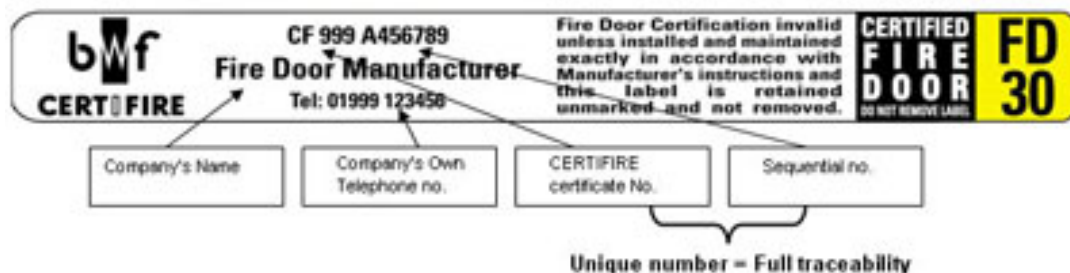 bwf
CERTIFIRE
CF 999 A456789
Fire Door Manufacturer
Tel: 01999 123456
Fire Door Certification invalid
unless installed and maintained
exactly in accordance with
Manufacturer's instructions and
this label is retained
unmarked and not removed.
CERTIFIED
FIRE
DOOR
DO NOT REMOVE LABEL
FD
30
Company's Name
Company's Own
Telephone no.
CERTIFIRE
certificate No.
Sequential no.
Unique number = Full traceability